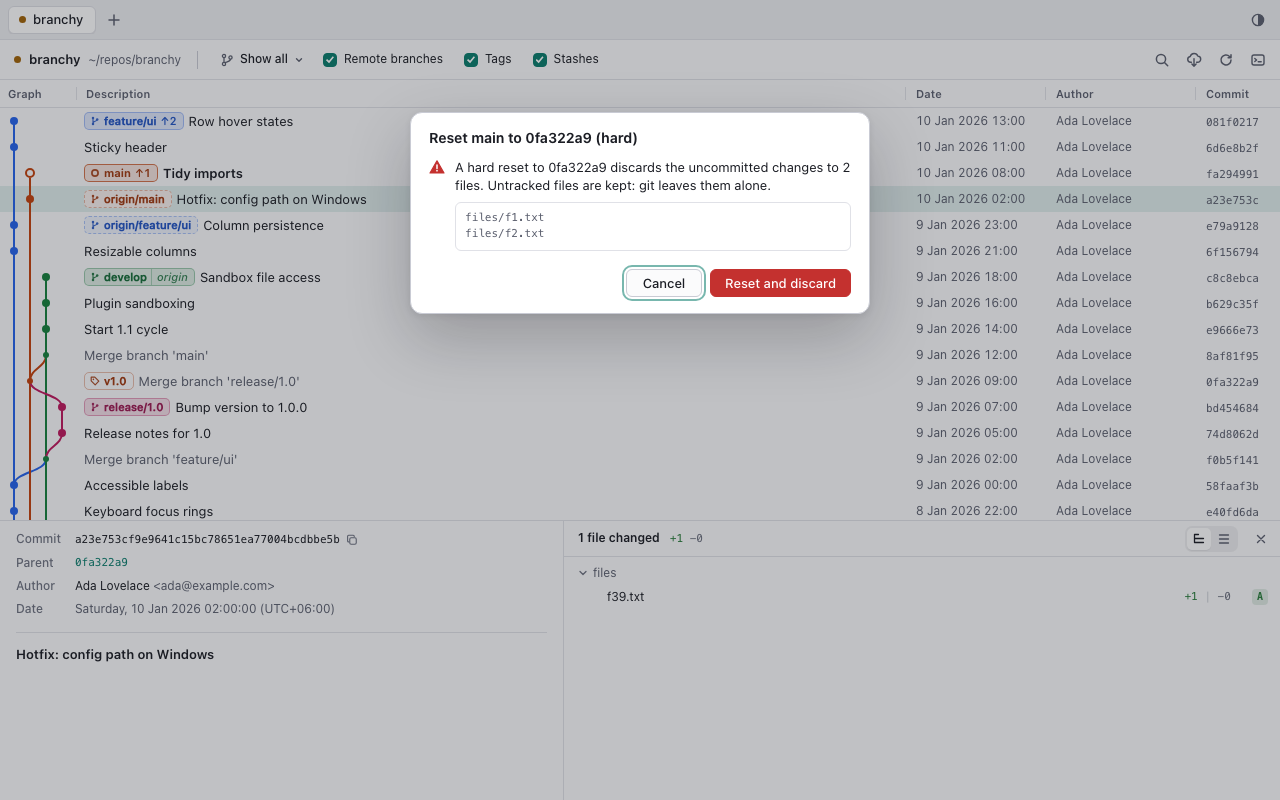 branchy
branchy ~/repos/branchy Show all Remote branches Tags Stashes
Graph Description Date Author Commit
feature/ui ↑2 Row hover states 10 Jan 2026 13:00 Ada Lovelace 081f0217
Sticky header 10 Jan 2026 11:00 Ada Lovelace 6d6e8b2f
main ↑1 Tidy imports 10 Jan 2026 08:00 Ada Lovelace fa294991
origin/main Hotfix: config path on Windows 10 Jan 2026 02:00 Ada Lovelace a23e753c
origin/feature/ui Column persistence 9 Jan 2026 23:00 Ada Lovelace e79a9128
Resizable columns 9 Jan 2026 21:00 Ada Lovelace 6f156794
develop origin Sandbox file access 9 Jan 2026 18:00 Ada Lovelace c8c8ebca
Plugin sandboxing 9 Jan 2026 16:00 Ada Lovelace b629c35f
Start 1.1 cycle 9 Jan 2026 14:00 Ada Lovelace e9666e73
Merge branch 'main' 9 Jan 2026 12:00 Ada Lovelace 8af81f95
v1.0 Merge branch 'release/1.0' 9 Jan 2026 09:00 Ada Lovelace 0fa322a9
release/1.0 Bump version to 1.0.0 9 Jan 2026 07:00 Ada Lovelace bd454684
Release notes for 1.0 9 Jan 2026 05:00 Ada Lovelace 74d8062d
Merge branch 'feature/ui' 9 Jan 2026 02:00 Ada Lovelace f0b5f141
Accessible labels 9 Jan 2026 00:00 Ada Lovelace 58faaf3b
Keyboard focus rings 8 Jan 2026 22:00 Ada Lovelace e40fd6da
Reset main to 0fa322a9 (hard)
A hard reset to 0fa322a9 discards the uncommitted changes to 2
files. Untracked files are kept: git leaves them alone.
files/f1.txt
files/f2.txt
Cancel Reset and discard
Commit a23e753cf9e9641c15bc78651ea77004bcdbbe5b
Parent 0fa322a9
Author Ada Lovelace <ada@example.com>
Date Saturday, 10 Jan 2026 02:00:00 (UTC+06:00)
Hotfix: config path on Windows
1 file changed +1 −0
files
f39.txt +1 | −0 A